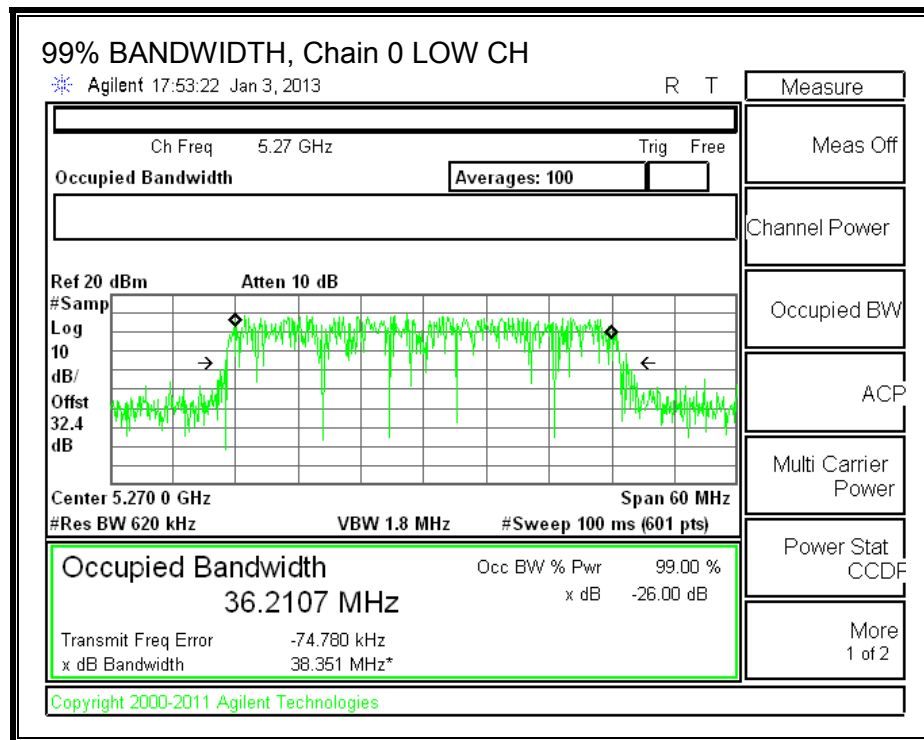 99% BANDWIDTH, Chain 0 LOW CH
Agilent 17:53:22 Jan 3, 2013 R T
Measure
Ch Freq 5.27 GHz Trig Free
Meas Off
Occupied Bandwidth Averages: 100
Channel Power
Ref 20 dBm Atten 10 dB
#Samp
Log
10
dB/
Offst
32.4
dB
Occupied BW
ACP
Center 5.270 0 GHz Span 60 MHz
#Res BW 620 kHz VBW 1.8 MHz #Sweep 100 ms (601 pts)
Multi Carrier
Power
Occupied Bandwidth Occ BW % Pwr 99.00 %
36.2107 MHz x dB -26.00 dB
Transmit Freq Error -74.780 kHz
x dB Bandwidth 38.351 MHz*
Power Stat
CCDF
More
1 of 2
Copyright 2000-2011 Agilent Technologies